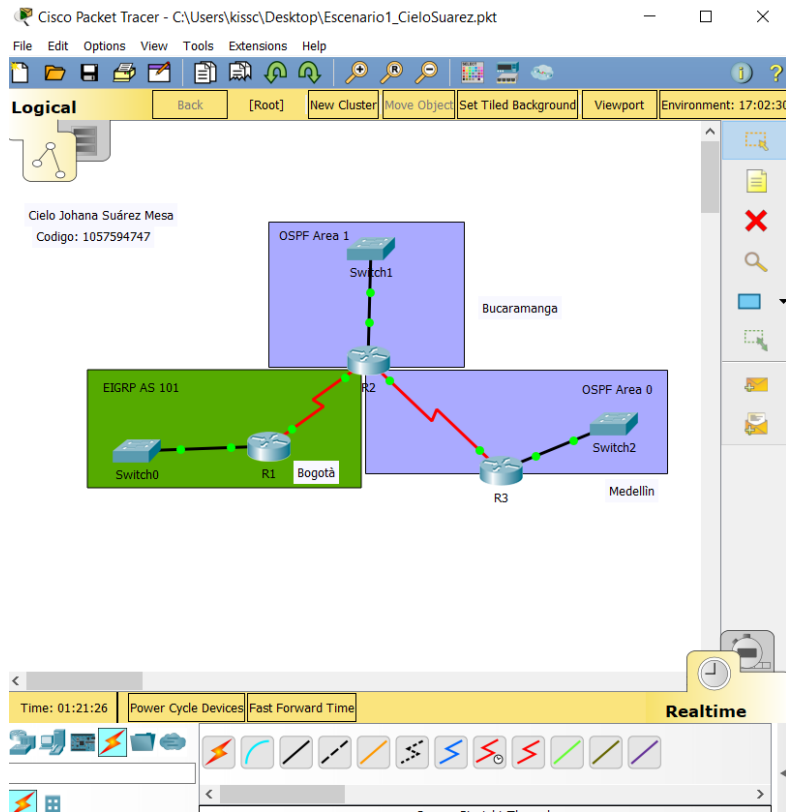 Cisco Packet Tracer - C:\Users\kissc\Desktop\Escenario1_CieloSuarez.pkt
File Edit Options View Tools Extensions Help
Logical Back [Root] New Cluster Move Object Set Tiled Background Viewport Environment: 17:02:30
Cielo Johana Suárez Mesa
Codigo: 1057594747
OSPF Area 1
Switch1
Bucaramanga
R2
EIGRP AS 101
OSPF Area 0
Switch2
Switch0
R1
Bogotà
R3
Medellìn
Time: 01:21:26 Power Cycle Devices Fast Forward Time
Realtime